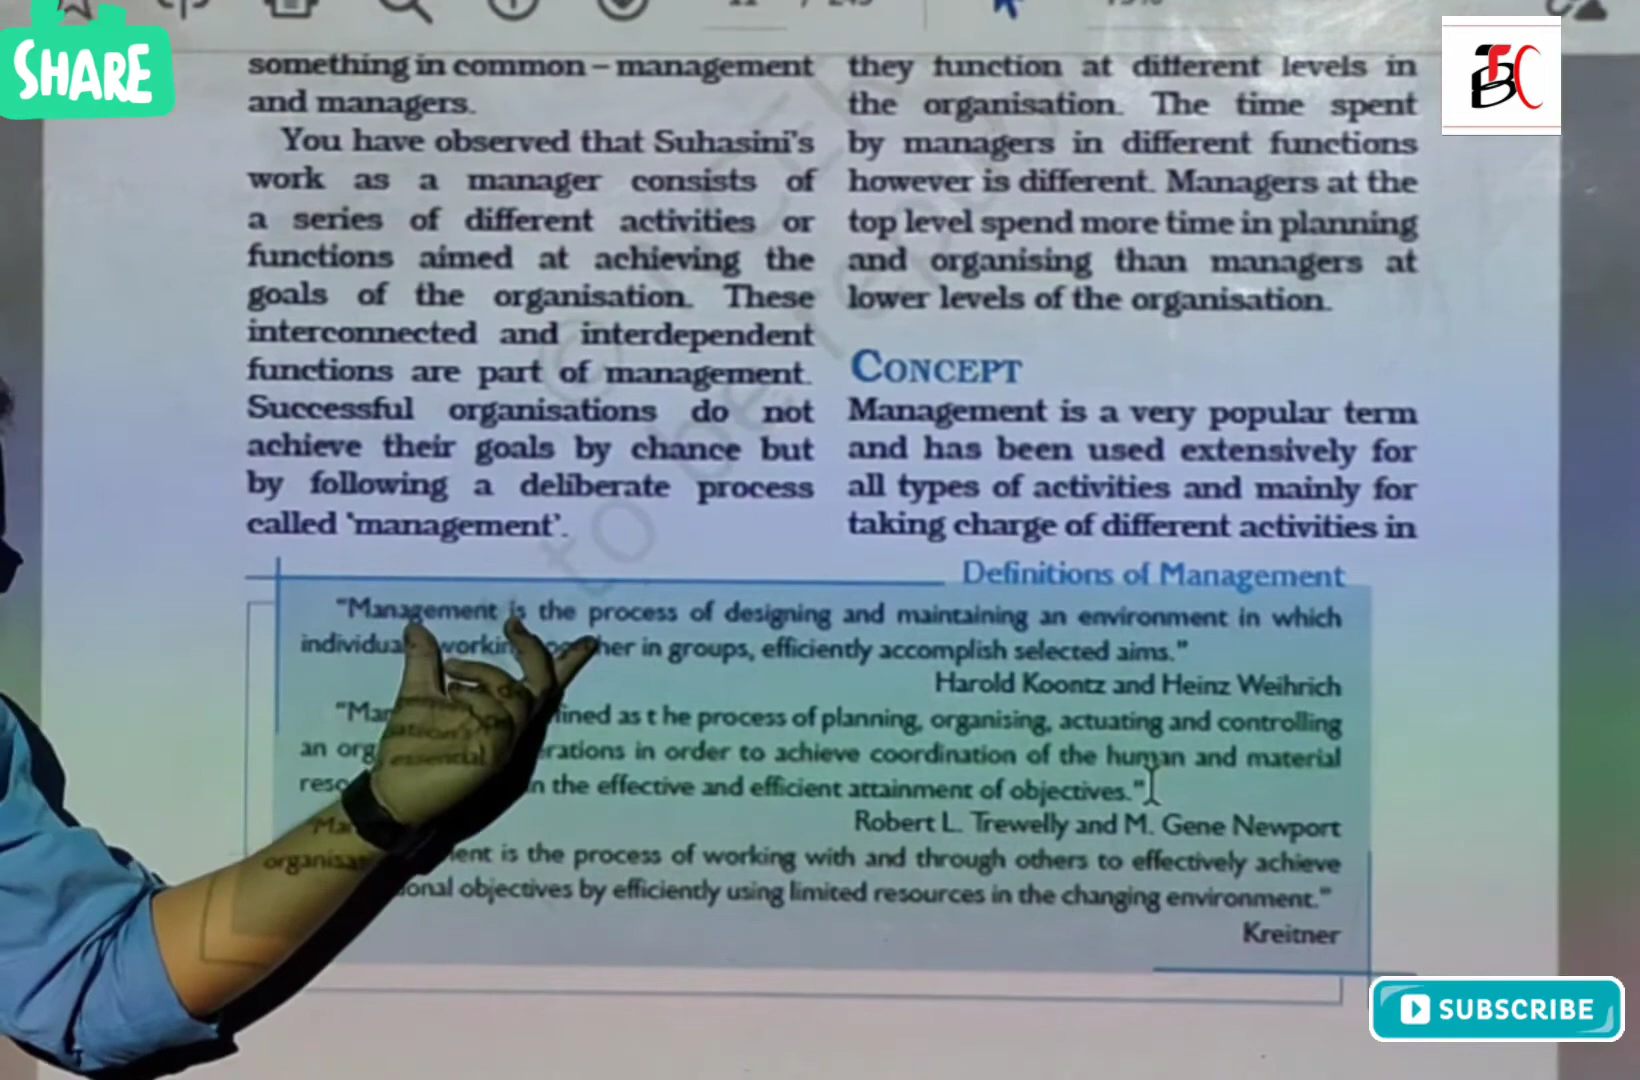 SHARE
something in common – management
and managers.
You have observed that Suhasini's
work as a manager consists of
a series of different activities or
functions aimed at achieving the
goals of the organisation. These
interconnected and interdependent
functions are part of management.
Successful organisations do not
achieve their goals by chance but
by following a deliberate process
called 'management'.
they function at different levels in
the organisation. The time spent
by managers in different functions
however is different. Managers at the
top level spend more time in planning
and organising than managers at
lower levels of the organisation.
CONCEPT
Management is a very popular term
and has been used extensively for
all types of activities and mainly for
taking charge of different activities in
Definitions of Management
"Management is the process of designing and maintaining an environment in which
individual workin her in groups, efficiently accomplish selected aims."
Harold Koontz and Heinz Weihrich
"Man fined as t he process of planning, organising, actuating and controlling
an org essential rations in order to achieve coordination of the human and material
reso in the effective and efficient attainment of objectives."
Robert L. Trewelly and M. Gene Newport
"Ma ent is the process of working with and through others to effectively achieve
organisat onal objectives by efficiently using limited resources in the changing environment."
Kreitner
TBC
SUBSCRIBE